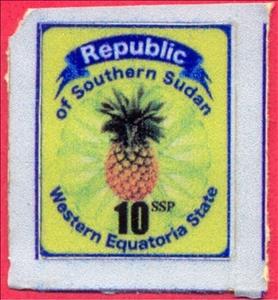 Republic
of Southern Sudan
10 SSP
Western Equatoria State